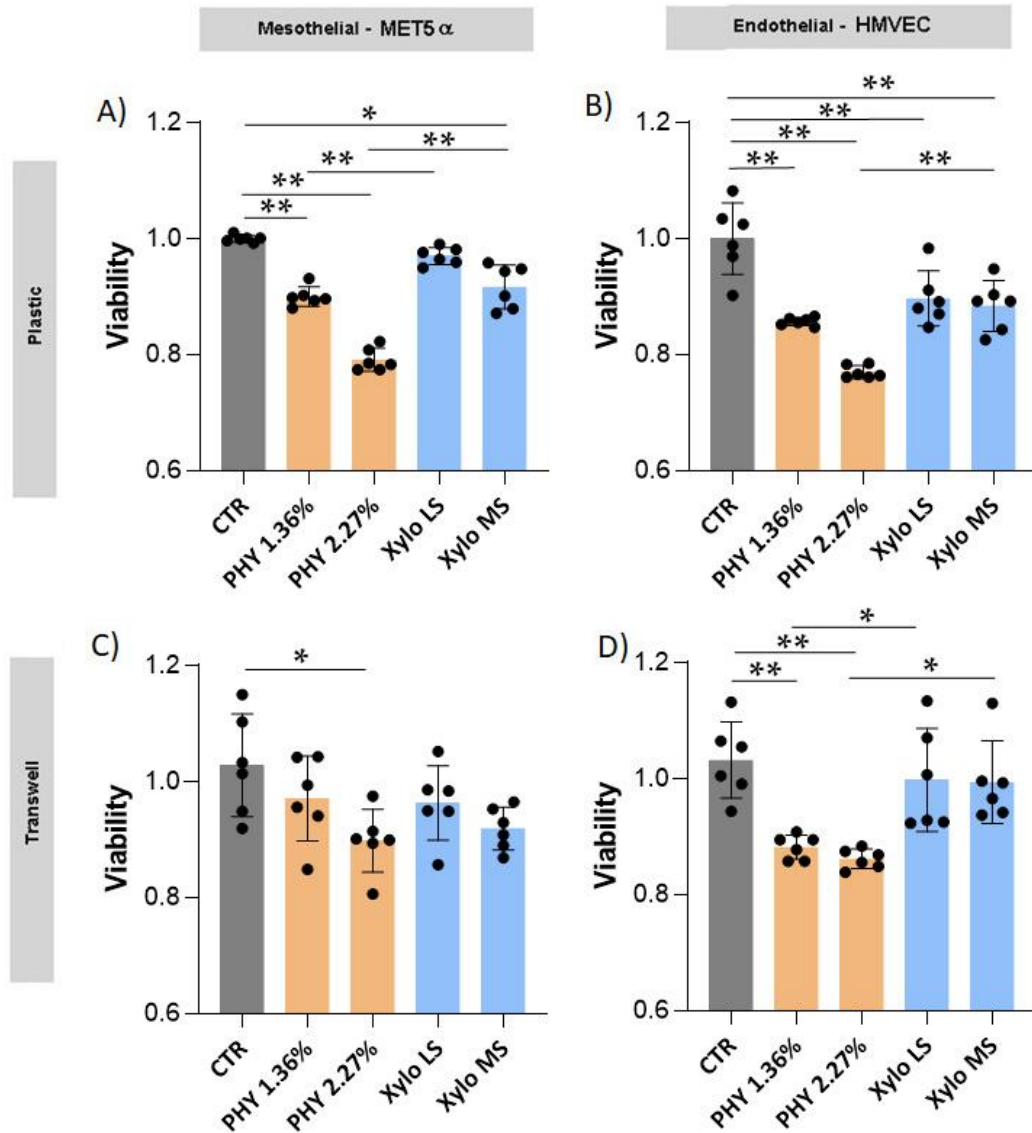 Mesothelial - MET5 α
Endothelial - HMVEC
Plastic
A)
Viability
1.2
1.0
0.8
0.6
*
**
**
**
**
CTR
PHY 1.36%
PHY 2.27%
Xylo LS
Xylo MS
B)
Viability
1.2
1.0
0.8
0.6
**
**
**
**
**
CTR
PHY 1.36%
PHY 2.27%
Xylo LS
Xylo MS
Transwell
C)
Viability
1.2
1.0
0.8
0.6
*
CTR
PHY 1.36%
PHY 2.27%
Xylo LS
Xylo MS
D)
Viability
1.2
1.0
0.8
0.6
*
**
**
*
CTR
PHY 1.36%
PHY 2.27%
Xylo LS
Xylo MS